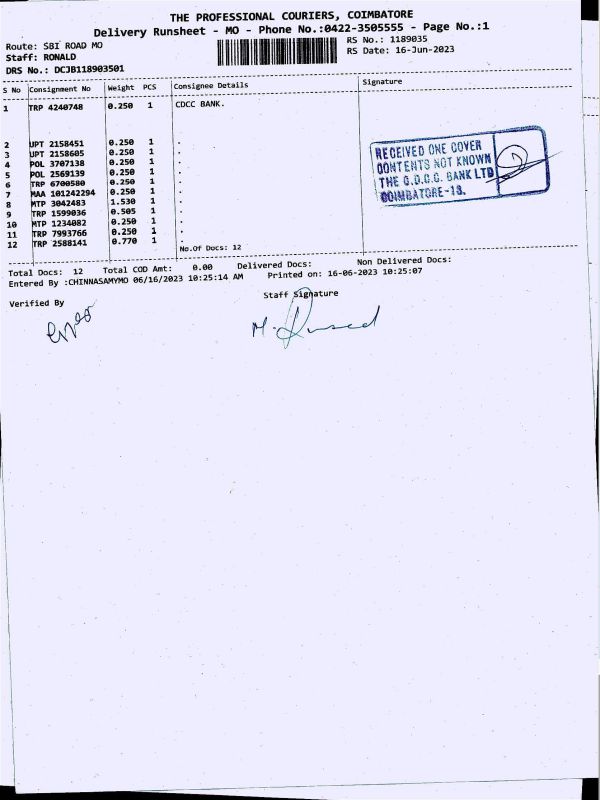 THE PROFESSIONAL COURIERS, COIMBATORE
Delivery Runsheet - MO - Phone No.:0422-3505555 - Page No.:1
Route: SBI ROAD MO
RS No.: 1189035
Staff: RONALD
RS Date: 16-Jun-2023
DRS No.: DCJB118903501
S No Consignment No Weight PCS Consignee Details Signature
1 TRP 4240748 0.250 1 CDCC BANK.
2 UPT 2158451 0.250 1 .
3 UPT 2158605 0.250 1 .
4 POL 3707138 0.250 1 .
5 POL 2569139 0.250 1 .
6 TRP 6700580 0.250 1 .
7 MAA 101242294 0.250 1 .
8 MTP 3042483 1.530 1 .
9 TRP 1599036 0.505 1 .
10 MTP 1234082 0.250 1 .
11 TRP 7993766 0.250 1 .
12 TRP 2588141 0.770 1 .
No.Of Docs: 12
RECEIVED ONE COVER
CONTENTS NOT KNOWN
THE C.D.C.C. BANK LTD
COIMBATORE-18.
Total Docs: 12 Total COD Amt: 0.00 Delivered Docs: Non Delivered Docs:
Entered By :CHINNASAMYMO 06/16/2023 10:25:14 AM Printed on: 16-06-2023 10:25:07
Verified By Staff Signature